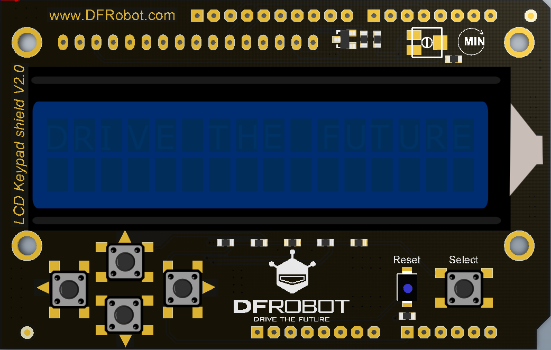 www.DFRobot.com
MIN
LCD Keypad shield V2.0
DRIVE THE FUTURE
Reset
Select
DFROBOT
DRIVE THE FUTURE